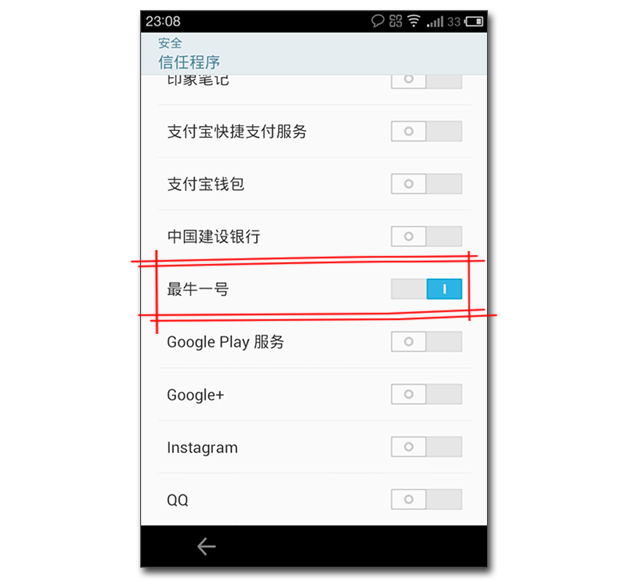 23:08
33
安全
信任程序
印象笔记
支付宝快捷支付服务
支付宝钱包
中国建设银行
最牛一号
Google Play 服务
Google+
Instagram
QQ